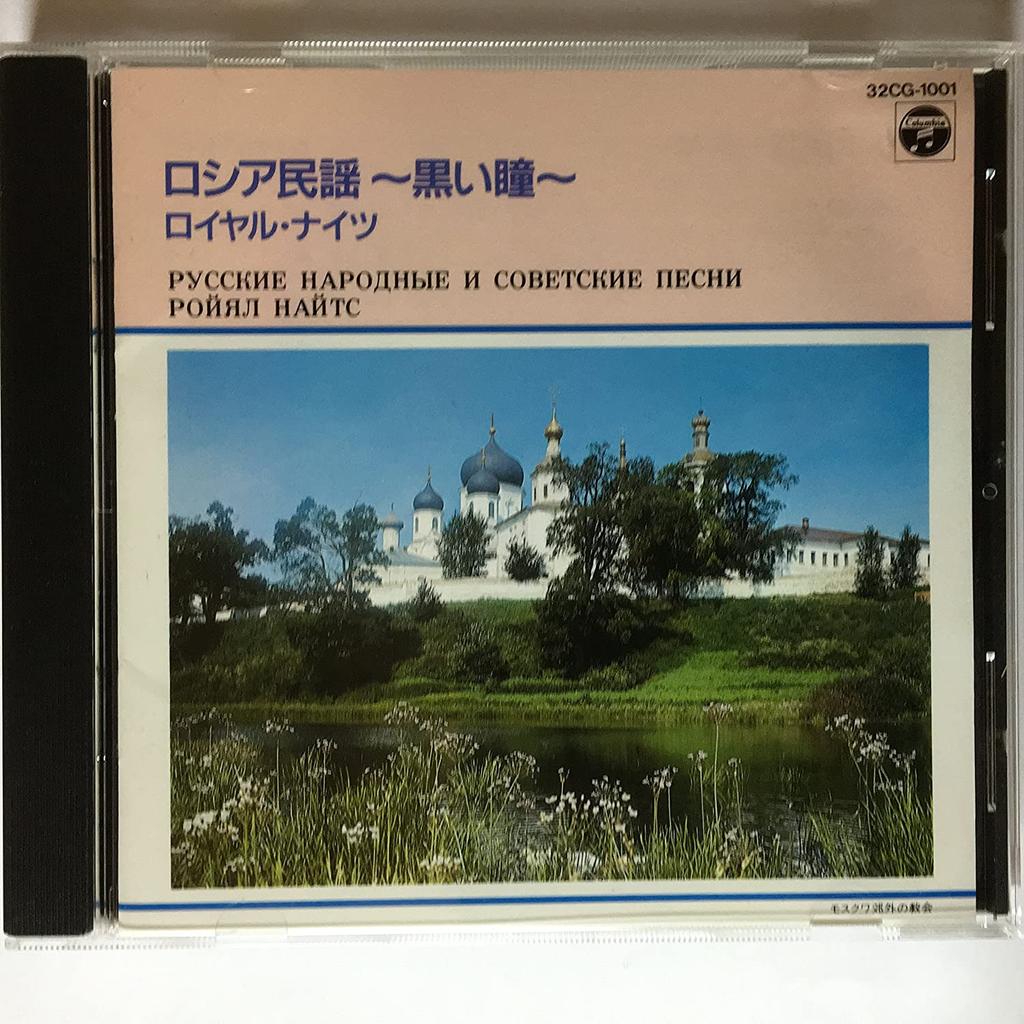 32CG-1001
Columbia
ロシア民謡～黒い瞳～
ロイヤル・ナイツ
РУССКИЕ НАРОДНЫЕ И СОВЕТСКИЕ ПЕСНИ
РОЙЯЛ НАЙТС
モスクワ郊外の教会